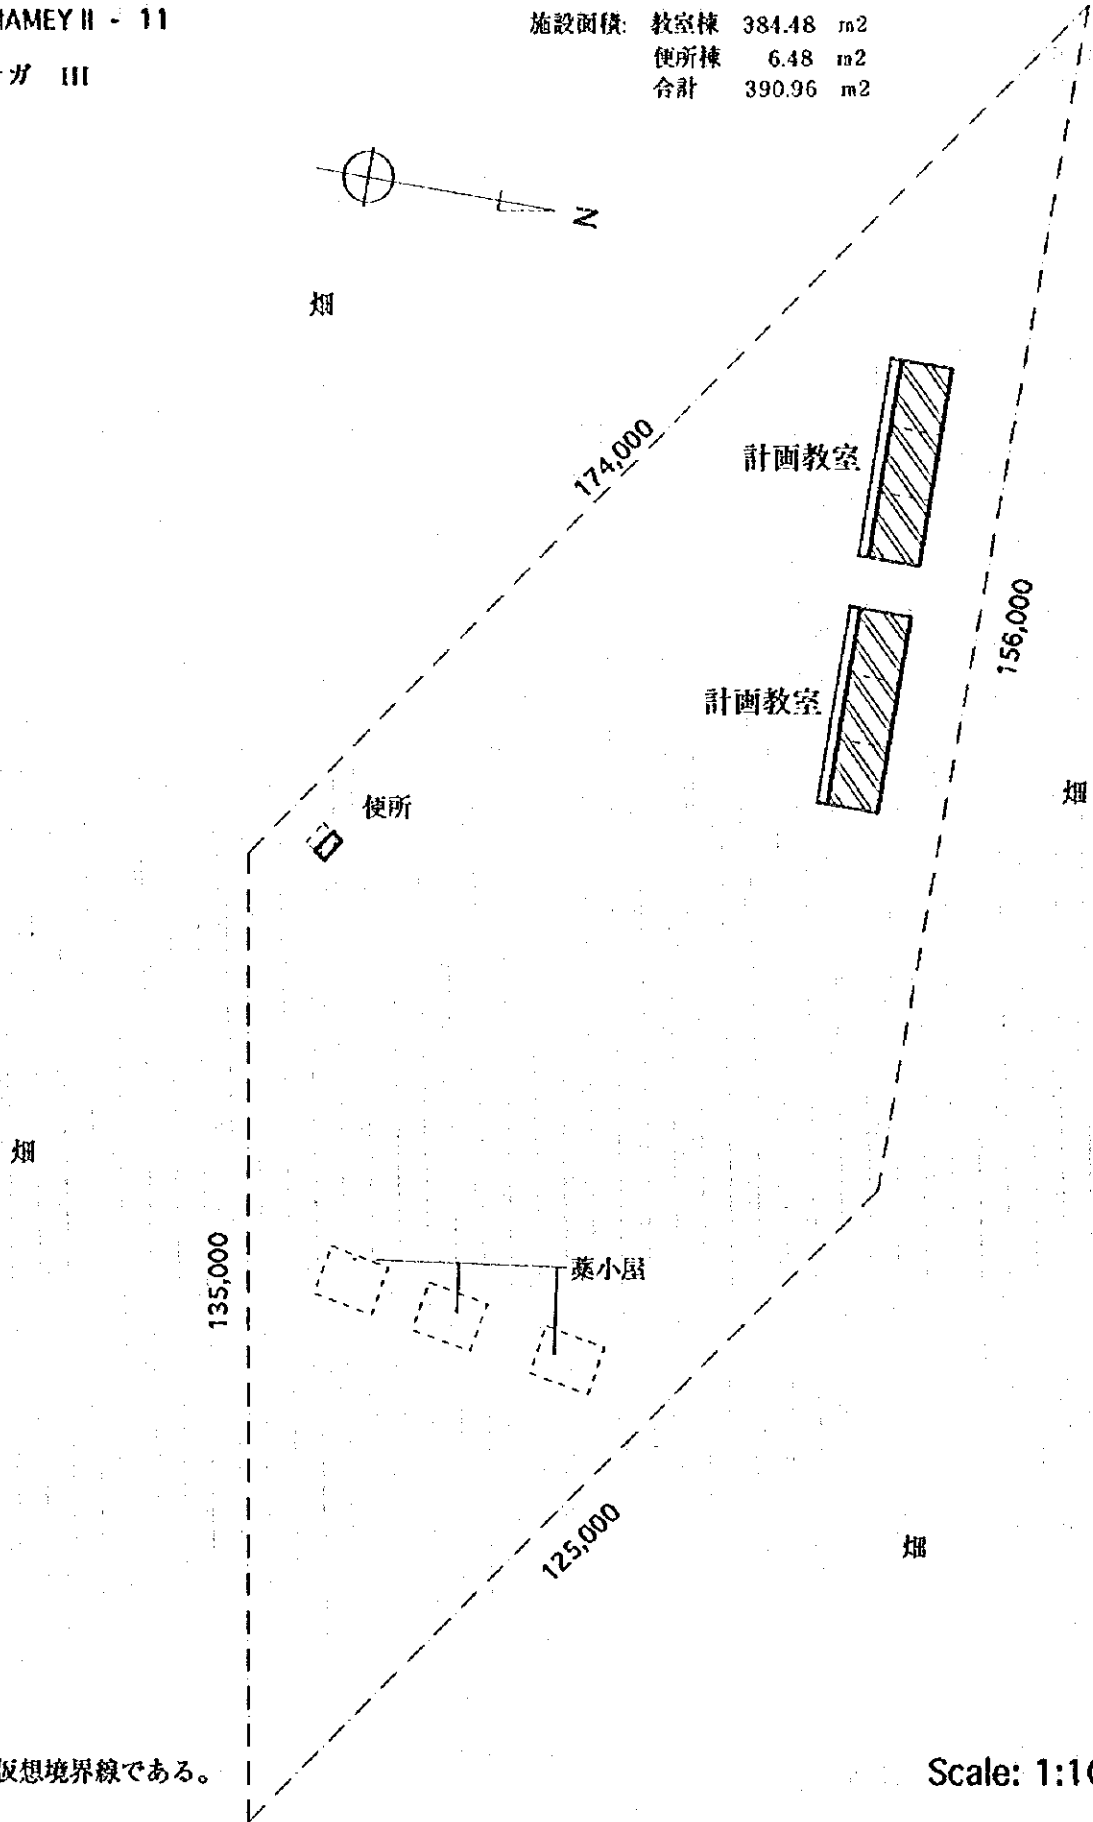 IAMEY II - 11
ガ III
施設面積: 教室棟 384.48 m2
便所棟 6.48 m2
合計 390.96 m2
N
畑
174,000
計画教室
156,000
計画教室
畑
便所
畑
135,000
藁小屋
125,000
畑
仮想境界線である。
Scale: 1:1